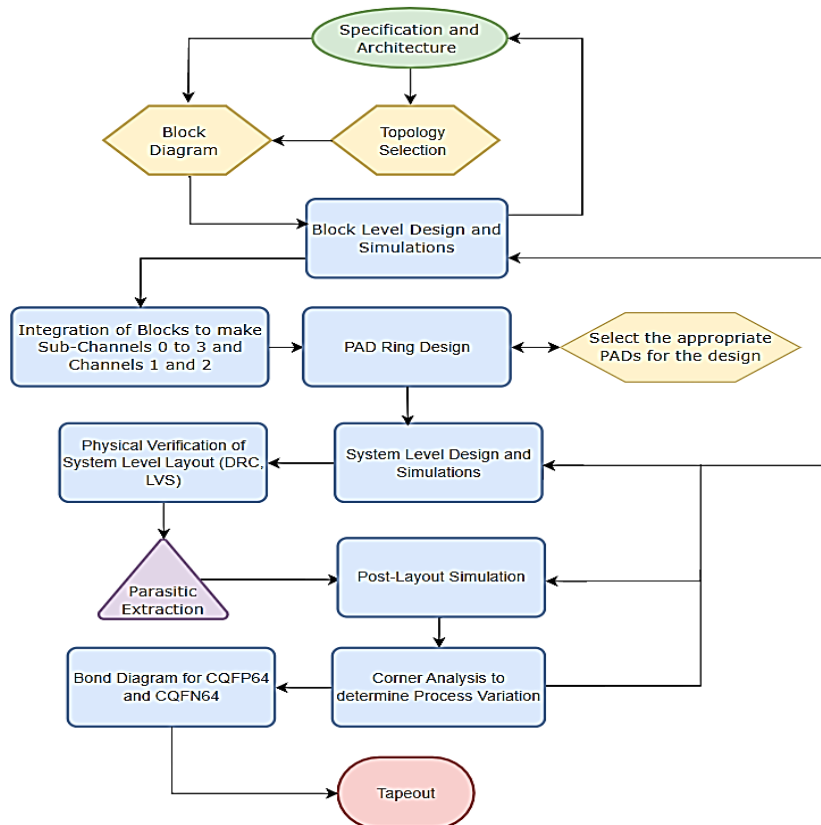 Specification and
Architecture
Block
Diagram
Topology
Selection
Block Level Design and
Simulations
Integration of Blocks to make
Sub-Channels 0 to 3 and
Channels 1 and 2
PAD Ring Design
Select the appropriate
PADs for the design
Physical Verification of
System Level Layout (DRC,
LVS)
System Level Design and
Simulations
Parasitic
Extraction
Post-Layout Simulation
Bond Diagram for CQFP64
and CQFN64
Corner Analysis to
determine Process Variation
Tapeout